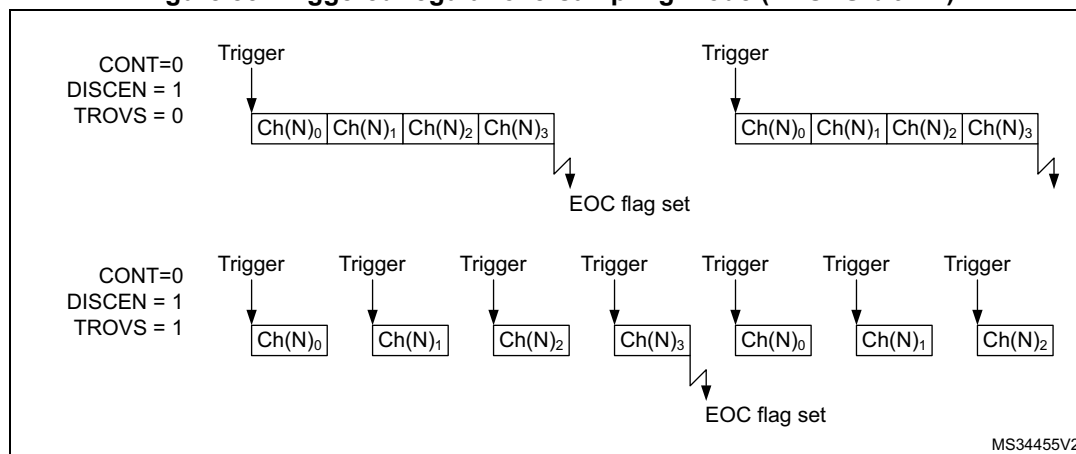 Trigger Trigger
CONT=0
DISCEN = 1
TROVS = 0
Ch(N)₀ Ch(N)₁ Ch(N)₂ Ch(N)₃ Ch(N)₀ Ch(N)₁ Ch(N)₂ Ch(N)₃
EOC flag set
Trigger Trigger Trigger Trigger Trigger Trigger Trigger
CONT=0
DISCEN = 1
TROVS = 1
Ch(N)₀ Ch(N)₁ Ch(N)₂ Ch(N)₃ Ch(N)₀ Ch(N)₁ Ch(N)₂
EOC flag set
MS34455V2